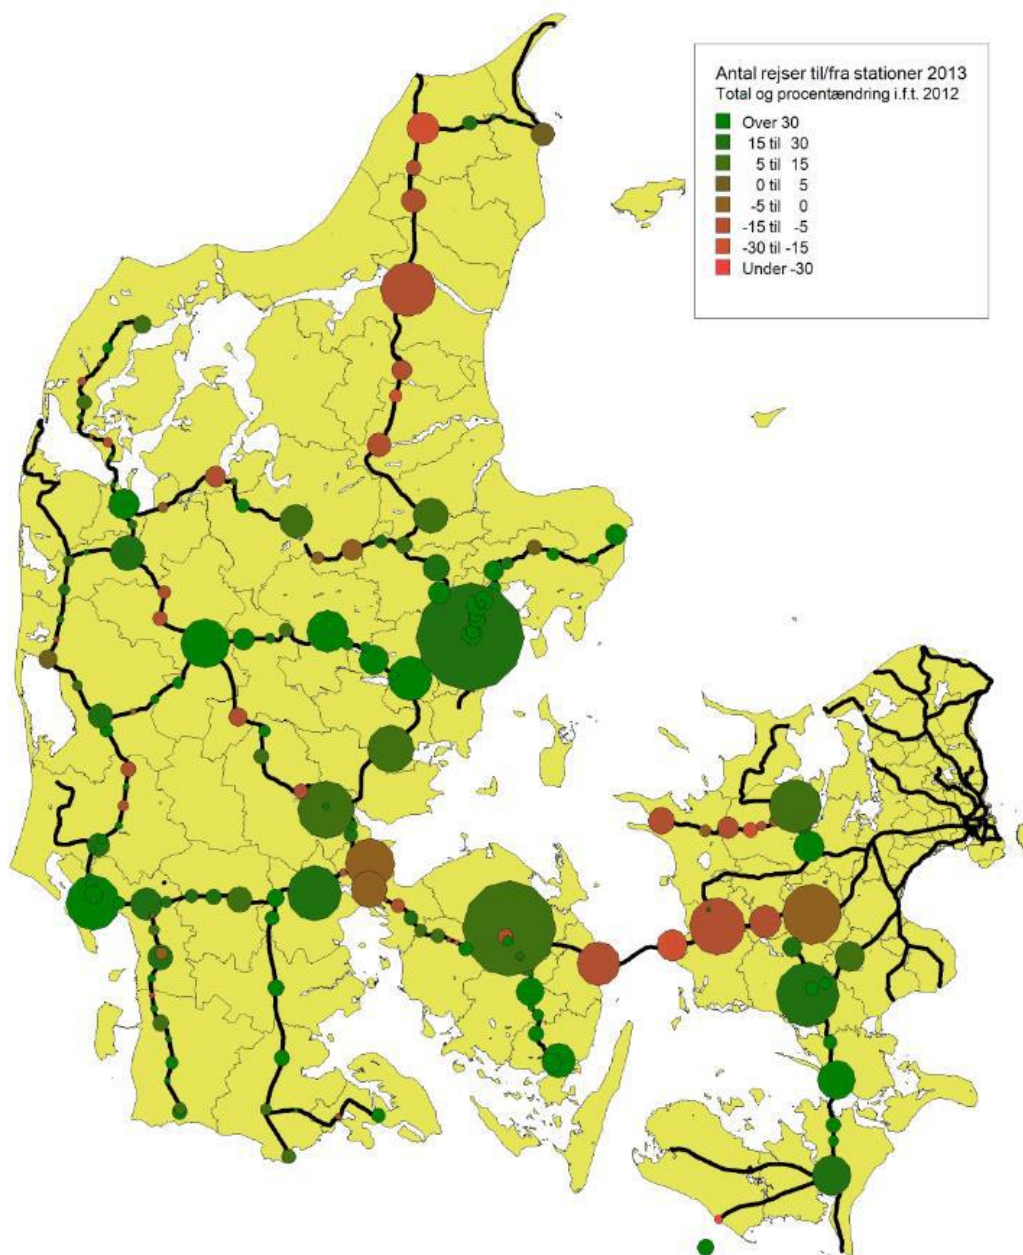 Antal rejser til/fra stationer 2013
Total og procentændring i.f.t. 2012
Over 30
15 til 30
5 til 15
0 til 5
-5 til 0
-15 til -5
-30 til -15
Under -30